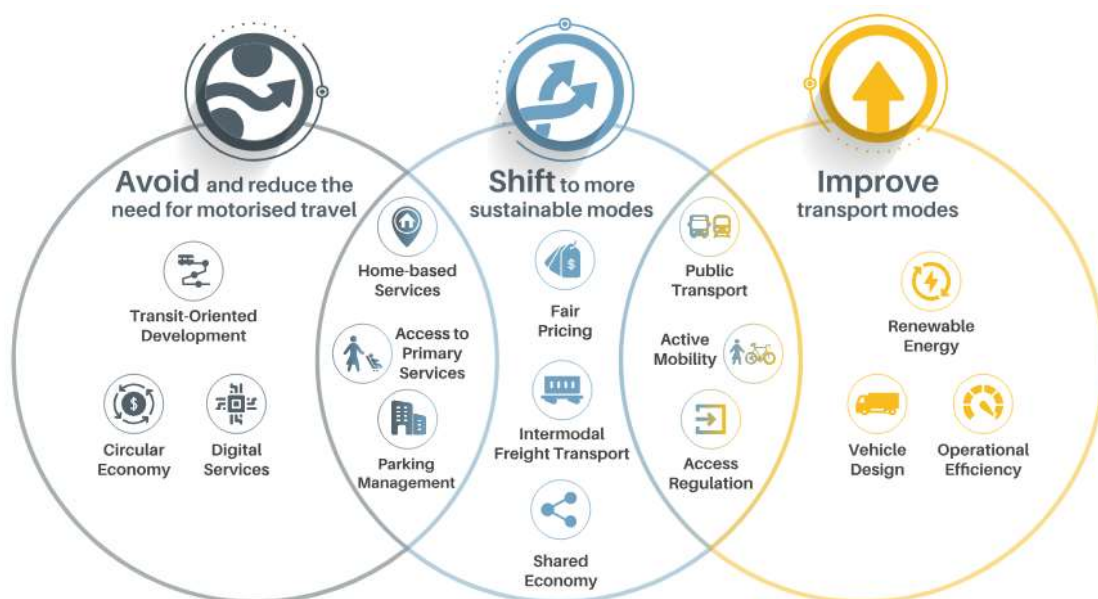 Avoid and reduce the
need for motorised travel
Shift to more
sustainable modes
Improve
transport modes
Transit-Oriented
Development
Circular
Economy
Digital
Services
Home-based
Services
Access to
Primary
Services
Parking
Management
Fair
Pricing
Intermodal
Freight Transport
Shared
Economy
Public
Transport
Active
Mobility
Access
Regulation
Renewable
Energy
Vehicle
Design
Operational
Efficiency